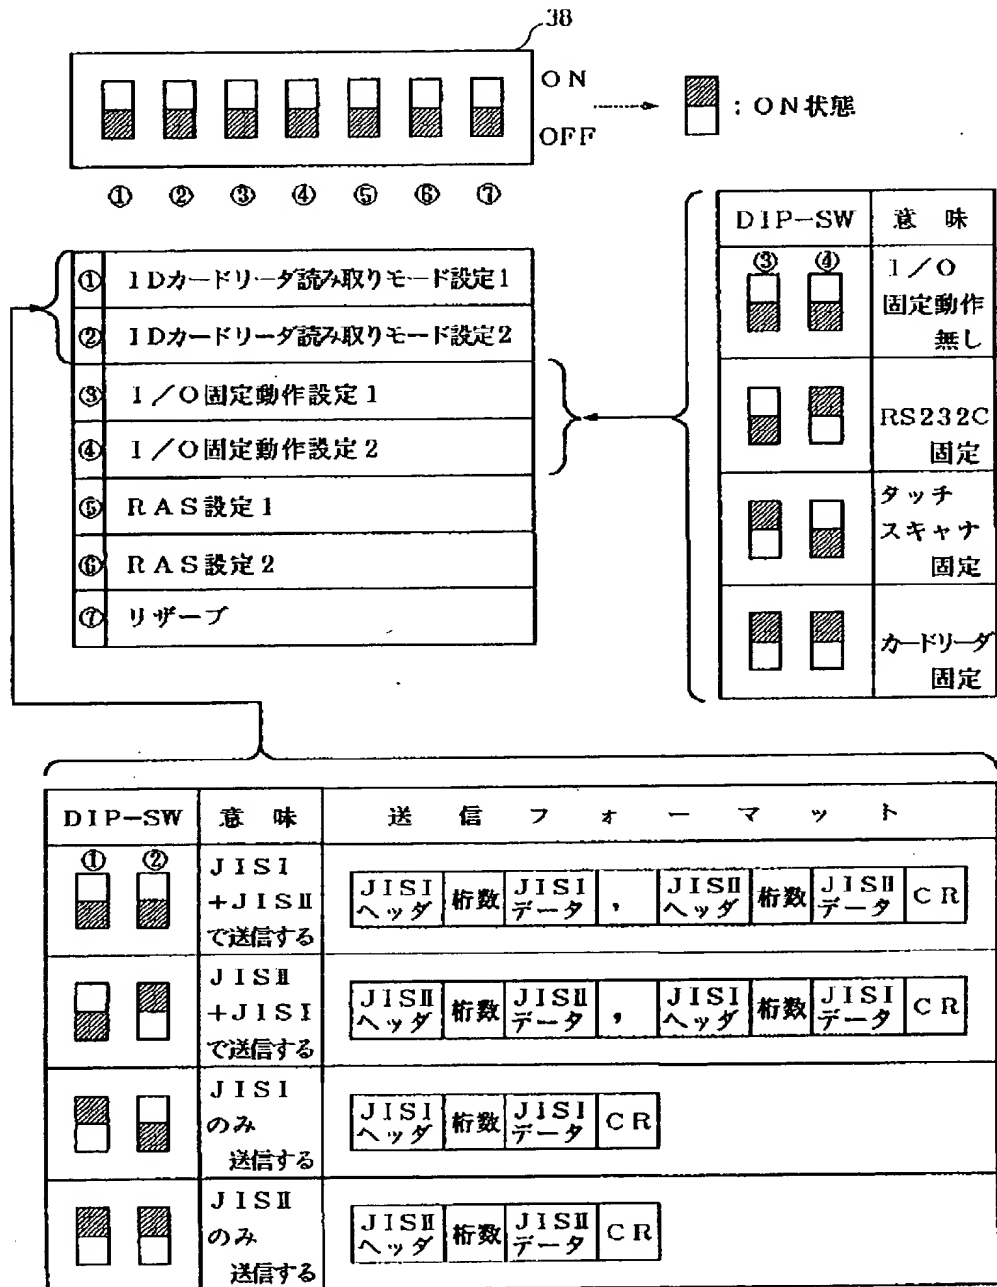 38
ON
OFF
:ON状態
① ② ③ ④ ⑤ ⑥ ⑦
① IDカードリーダ読み取りモード設定1
② IDカードリーダ読み取りモード設定2
③ I/O固定動作設定1
④ I/O固定動作設定2
⑤ RAS設定1
⑥ RAS設定2
⑦ リザーブ
DIP-SW 意味
③ ④
I/O
固定動作
無し
RS232C
固定
タッチ
スキャナ
固定
カードリーダ
固定
DIP-SW 意味 送信フォーマット
① ②
JISI
+JISII
で送信する
JISI
ヘッダ
桁数
JISI
データ
,
JISII
ヘッダ
桁数
JISII
データ
CR
JISII
+JISI
で送信する
JISII
ヘッダ
桁数
JISII
データ
,
JISI
ヘッダ
桁数
JISI
データ
CR
JISI
のみ
送信する
JISI
ヘッダ
桁数
JISI
データ
CR
JISII
のみ
送信する
JISII
ヘッダ
桁数
JISII
データ
CR